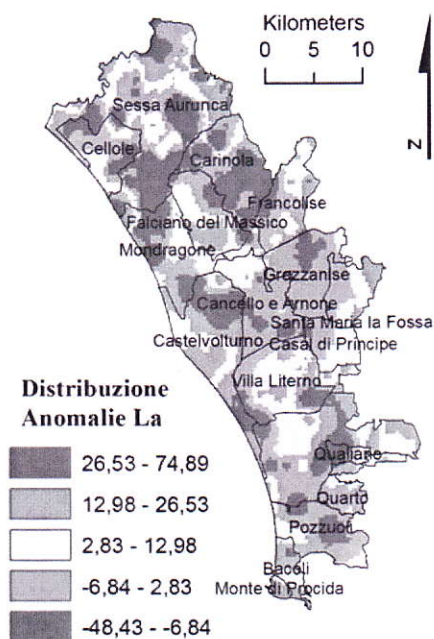 Kilometers
0 5 10
N
Sessa Aurunca
Cellole
Carinola
Francolise
Falciano del Massico
Mondragone
Grazzanise
Cancello e Arnone
Santa Maria la Fossa
Castelvolturno
Casal di Principe
Villa Literno
Distribuzione
Anomalie La
26,53 - 74,89
12,98 - 26,53
2,83 - 12,98
-6,84 - 2,83
-48,43 - -6,84
Qualiano
Quarto
Pozzuoli
Bacoli
Monte di Procida